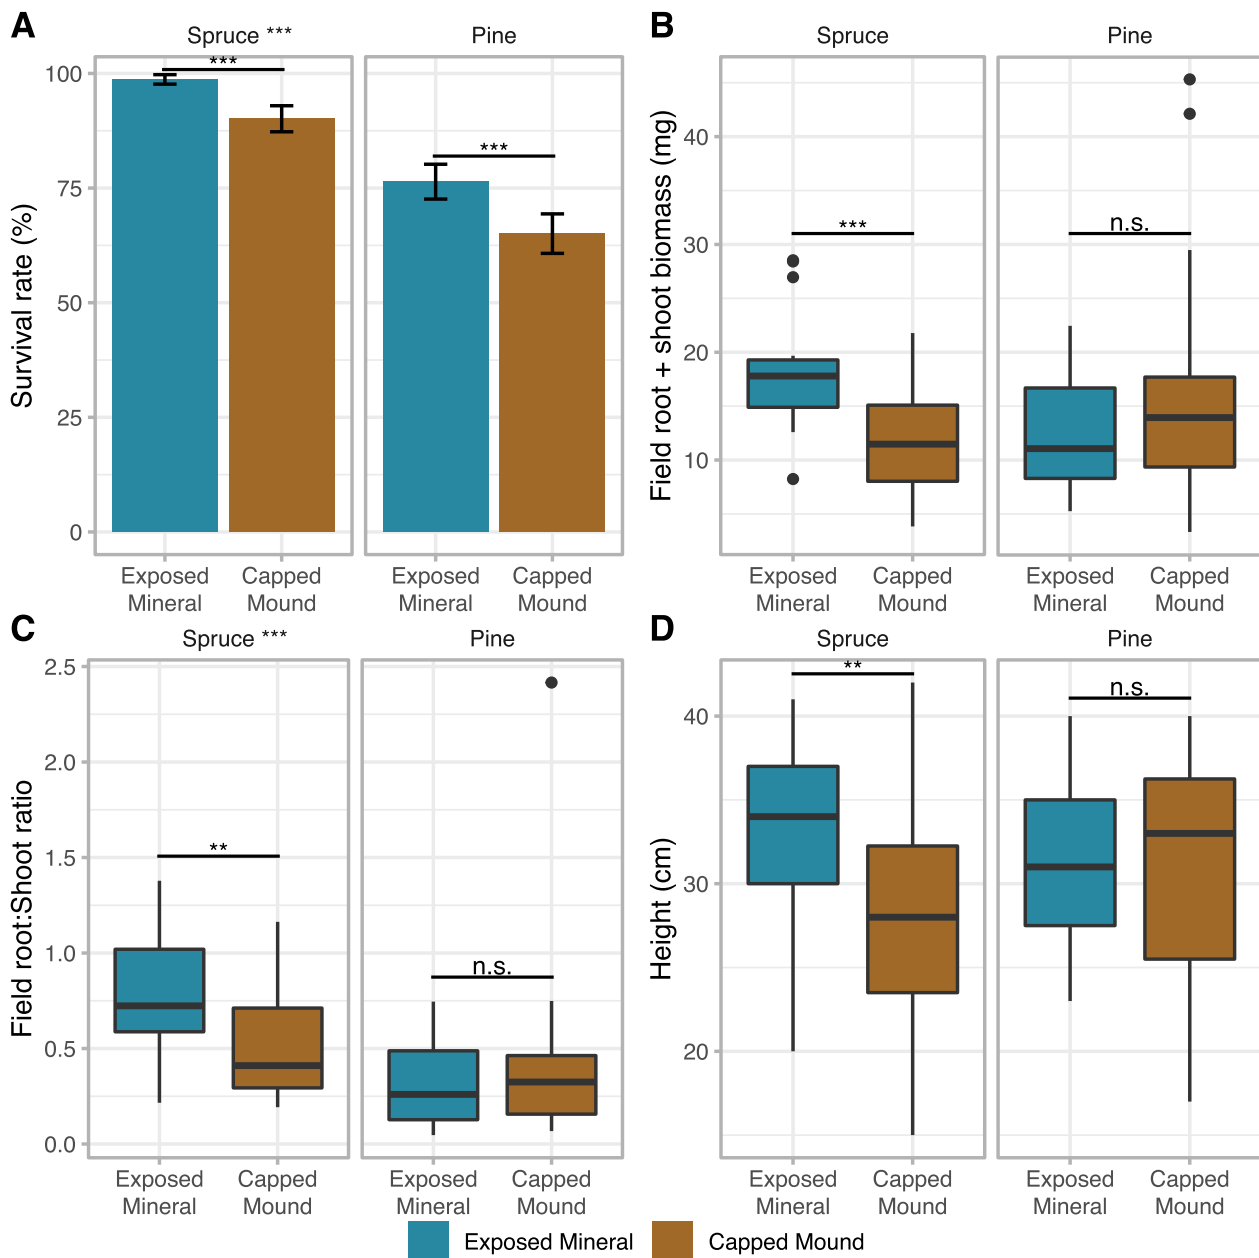 A
Spruce ***
Pine
Survival rate (%)
100
75
50
25
0
***
***
Exposed
Mineral
Capped
Mound
Exposed
Mineral
Capped
Mound
B
Spruce
Pine
Field root + shoot biomass (mg)
40
30
20
10
***
n.s.
Exposed
Mineral
Capped
Mound
Exposed
Mineral
Capped
Mound
C
Spruce ***
Pine
Field root:Shoot ratio
2.5
2.0
1.5
1.0
0.5
0.0
**
n.s.
Exposed
Mineral
Capped
Mound
Exposed
Mineral
Capped
Mound
D
Spruce
Pine
Height (cm)
40
30
20
**
n.s.
Exposed
Mineral
Capped
Mound
Exposed
Mineral
Capped
Mound
Exposed Mineral
Capped Mound